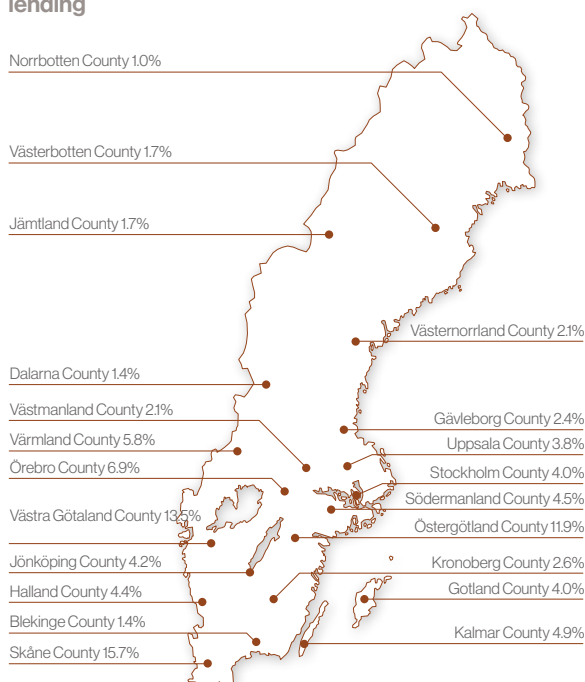 lending
Norrbotten County 1.0%
Västerbotten County 1.7%
Jämtland County 1.7%
Västernorrland County 2.1%
Dalarna County 1.4%
Västmanland County 2.1%
Gävleborg County 2.4%
Värmland County 5.8%
Uppsala County 3.8%
Örebro County 6.9%
Stockholm County 4.0%
Södermanland County 4.5%
Västra Götaland County 13.5%
Östergötland County 11.9%
Jönköping County 4.2%
Kronoberg County 2.6%
Halland County 4.4%
Gotland County 4.0%
Blekinge County 1.4%
Kalmar County 4.9%
Skåne County 15.7%